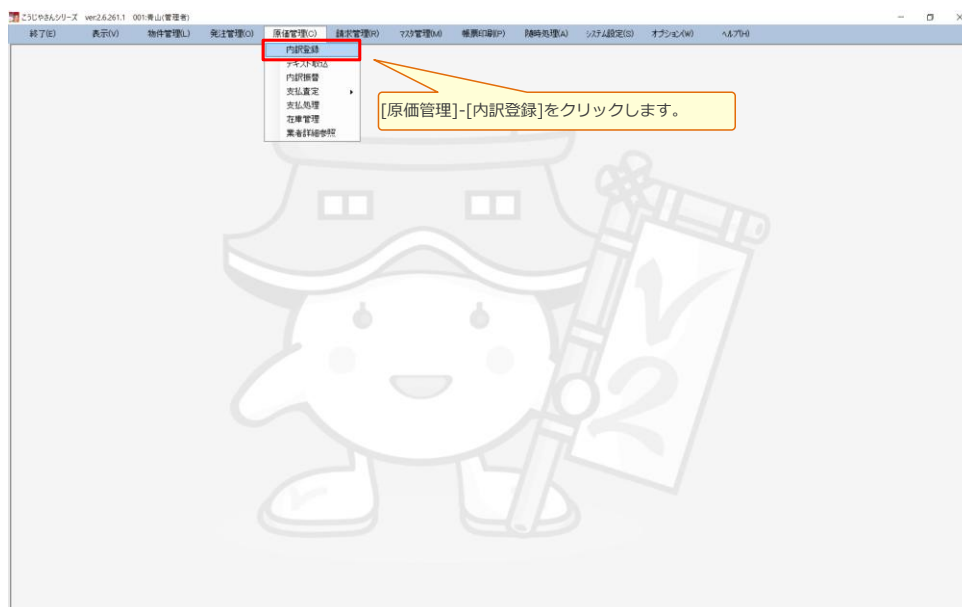 こうじやさんシリーズ ver.2.6.261.1 001:青山(管理者)
終了(E) 表示(V) 物件管理(L) 発注管理(O) 原価管理(C) 請求管理(R) マスタ管理(M) 帳票印刷(P) 随時処理(A) システム設定(S) オプション(W) ヘルプ(H)
内訳登録
テキスト取込
内訳振替
支払査定
支払処理
在庫管理
業者詳細参照
[原価管理]-[内訳登録]をクリックします。
V
2